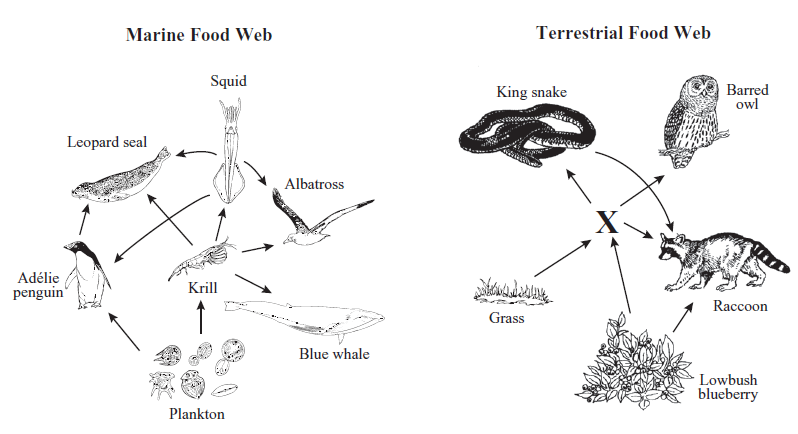 Marine Food Web
Squid
Leopard seal
Albatross
Adélie
penguin
Krill
Blue whale
Plankton
Terrestrial Food Web
King snake
Barred
owl
X
Grass
Raccoon
Lowbush
blueberry